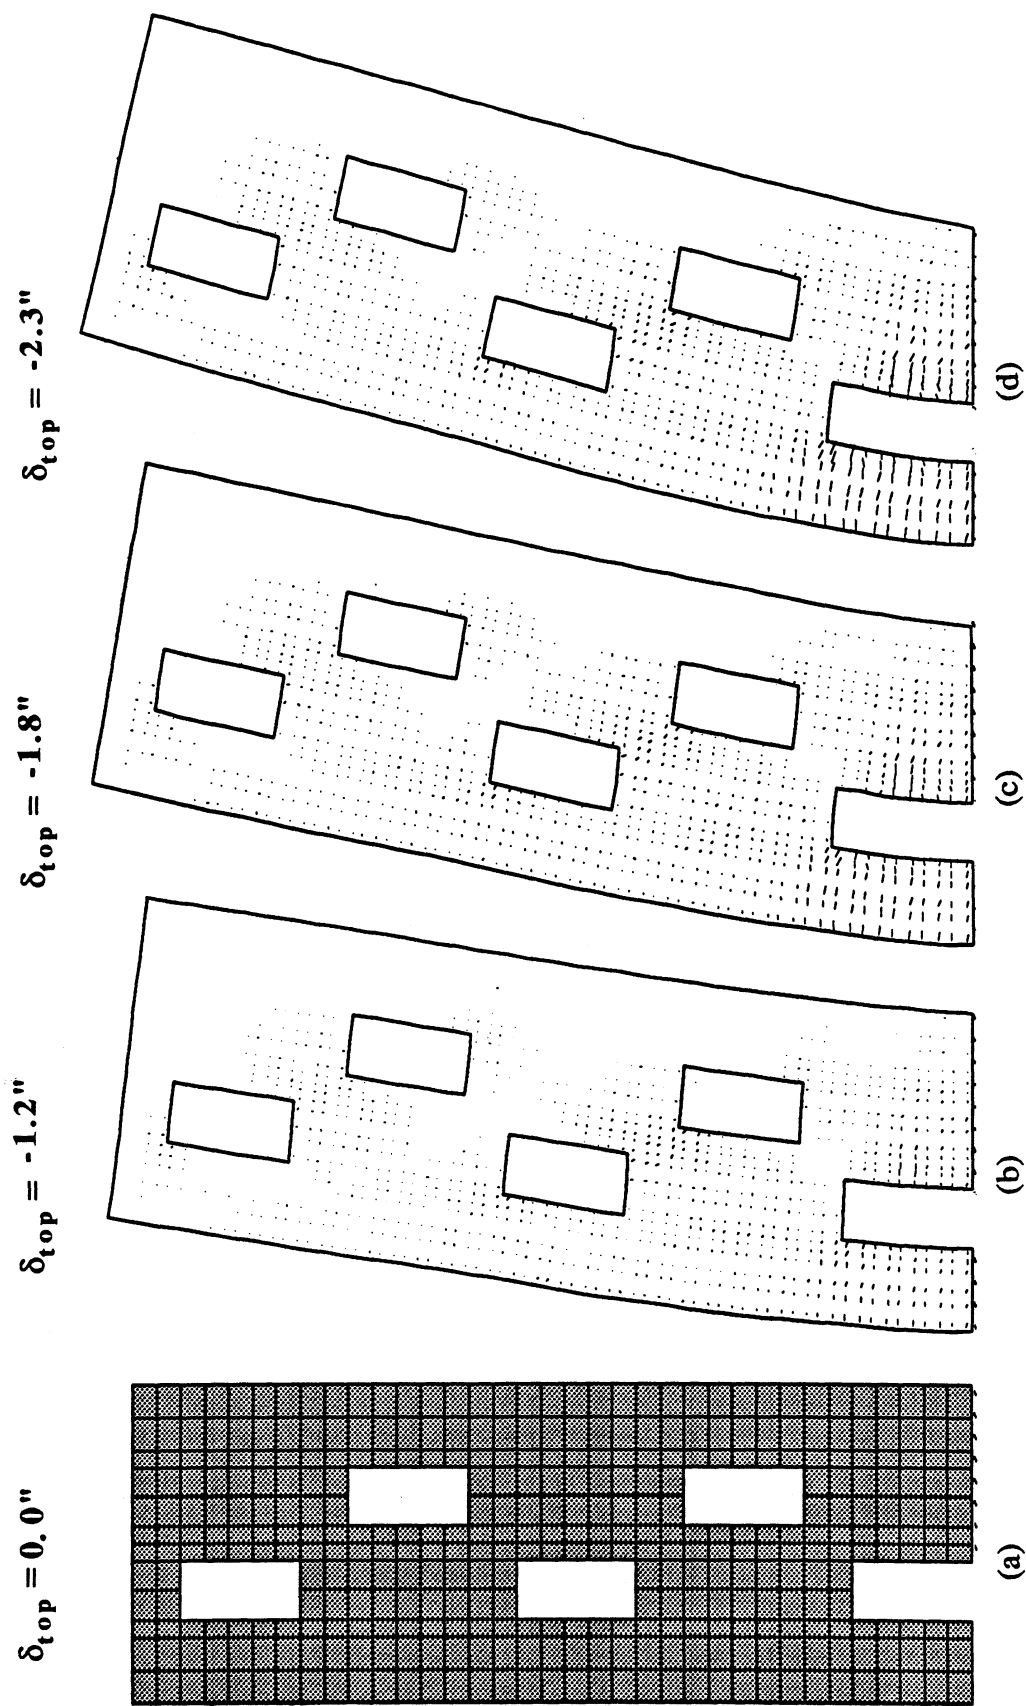 δtop = 0.0"
δtop = -1.2"
δtop = -1.8"
δtop = -2.3"
(a)
(b)
(c)
(d)